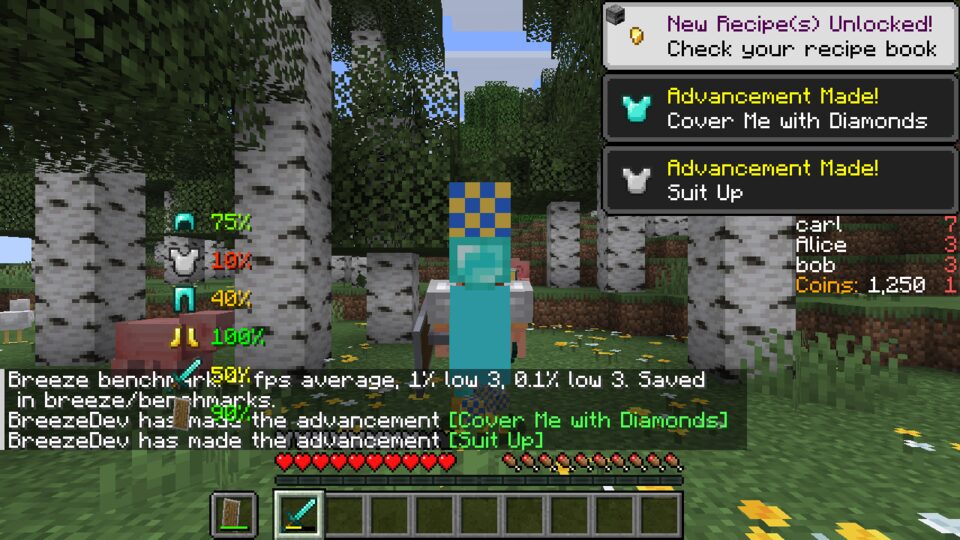 New Recipe(s) Unlocked!
Check your recipe book
Advancement Made!
Cover Me with Diamonds
Advancement Made!
Suit Up
carl 7
Alice 3
bob 3
Coins: 1,250 1
75%
10%
40%
100%
50%
90%
Breeze benchmark: fps average, 1% low 3, 0.1% low 3. Saved
in breeze/benchmarks.
BreezeDev has made the advancement [Cover Me with Diamonds]
BreezeDev has made the advancement [Suit Up]